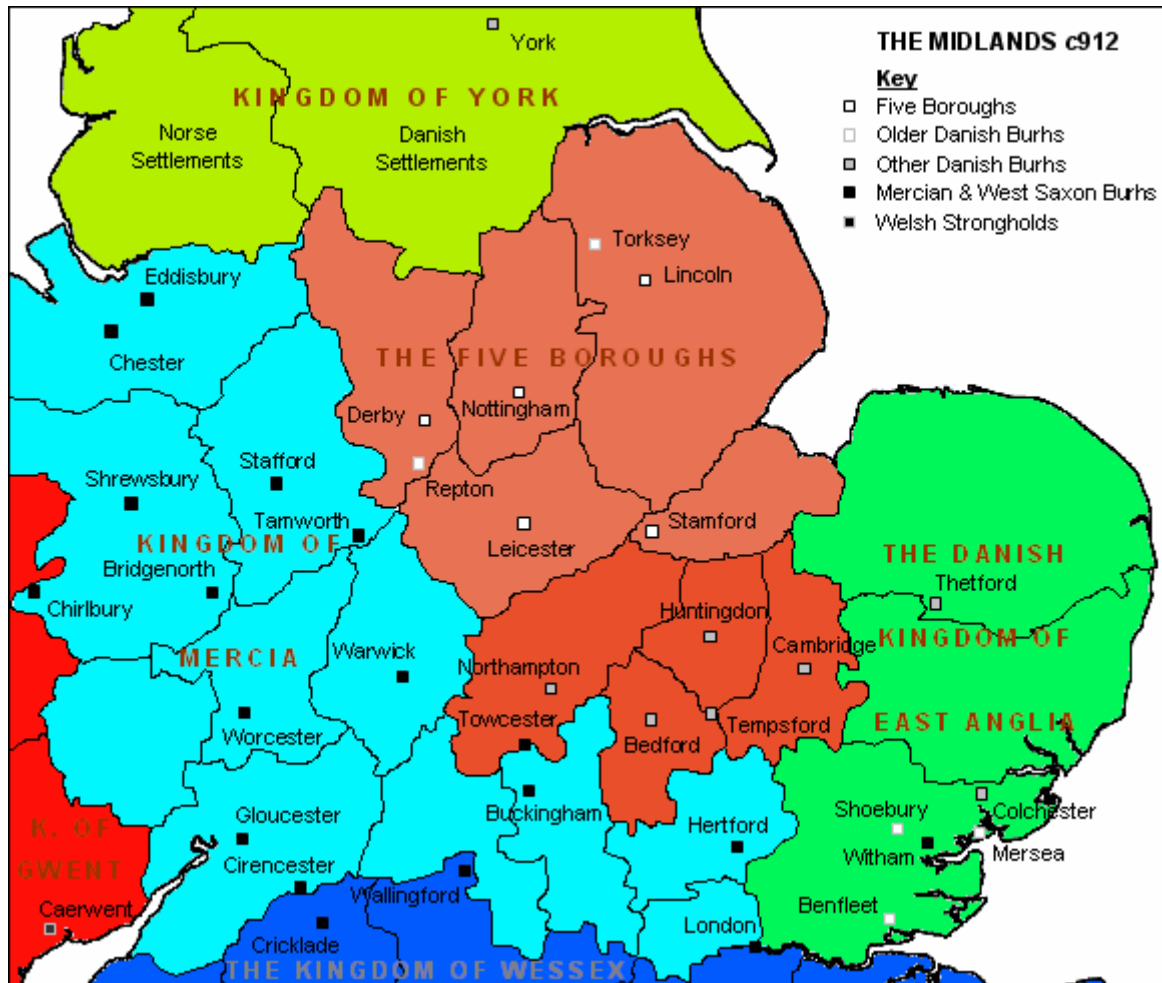 THE MIDLANDS c912
Key
Five Boroughs
Older Danish Burhs
Other Danish Burhs
Mercian & West Saxon Burhs
Welsh Strongholds
York
KINGDOM OF YORK
Norse
Settlements
Danish
Settlements
Torksey
Lincoln
Eddisbury
Chester
THE FIVE BOROUGHS
Derby
Nottingham
Repton
Stafford
Shrewsbury
Tamworth
Leicester
Stamford
KINGDOM OF
MERCIA
Bridgenorth
Chirlbury
THE DANISH
Thetford
KINGDOM OF
EAST ANGLIA
Huntingdon
Cambridge
Warwick
Northampton
Towcester
Bedford
Tempsford
Worcester
Buckingham
Gloucester
Cirencester
Hertford
Shoebury
Colchester
Witham
Mersea
K. OF
GWENT
Wallingford
Caerwent
Cricklade
London
Benfleet
THE KINGDOM OF WESSEX